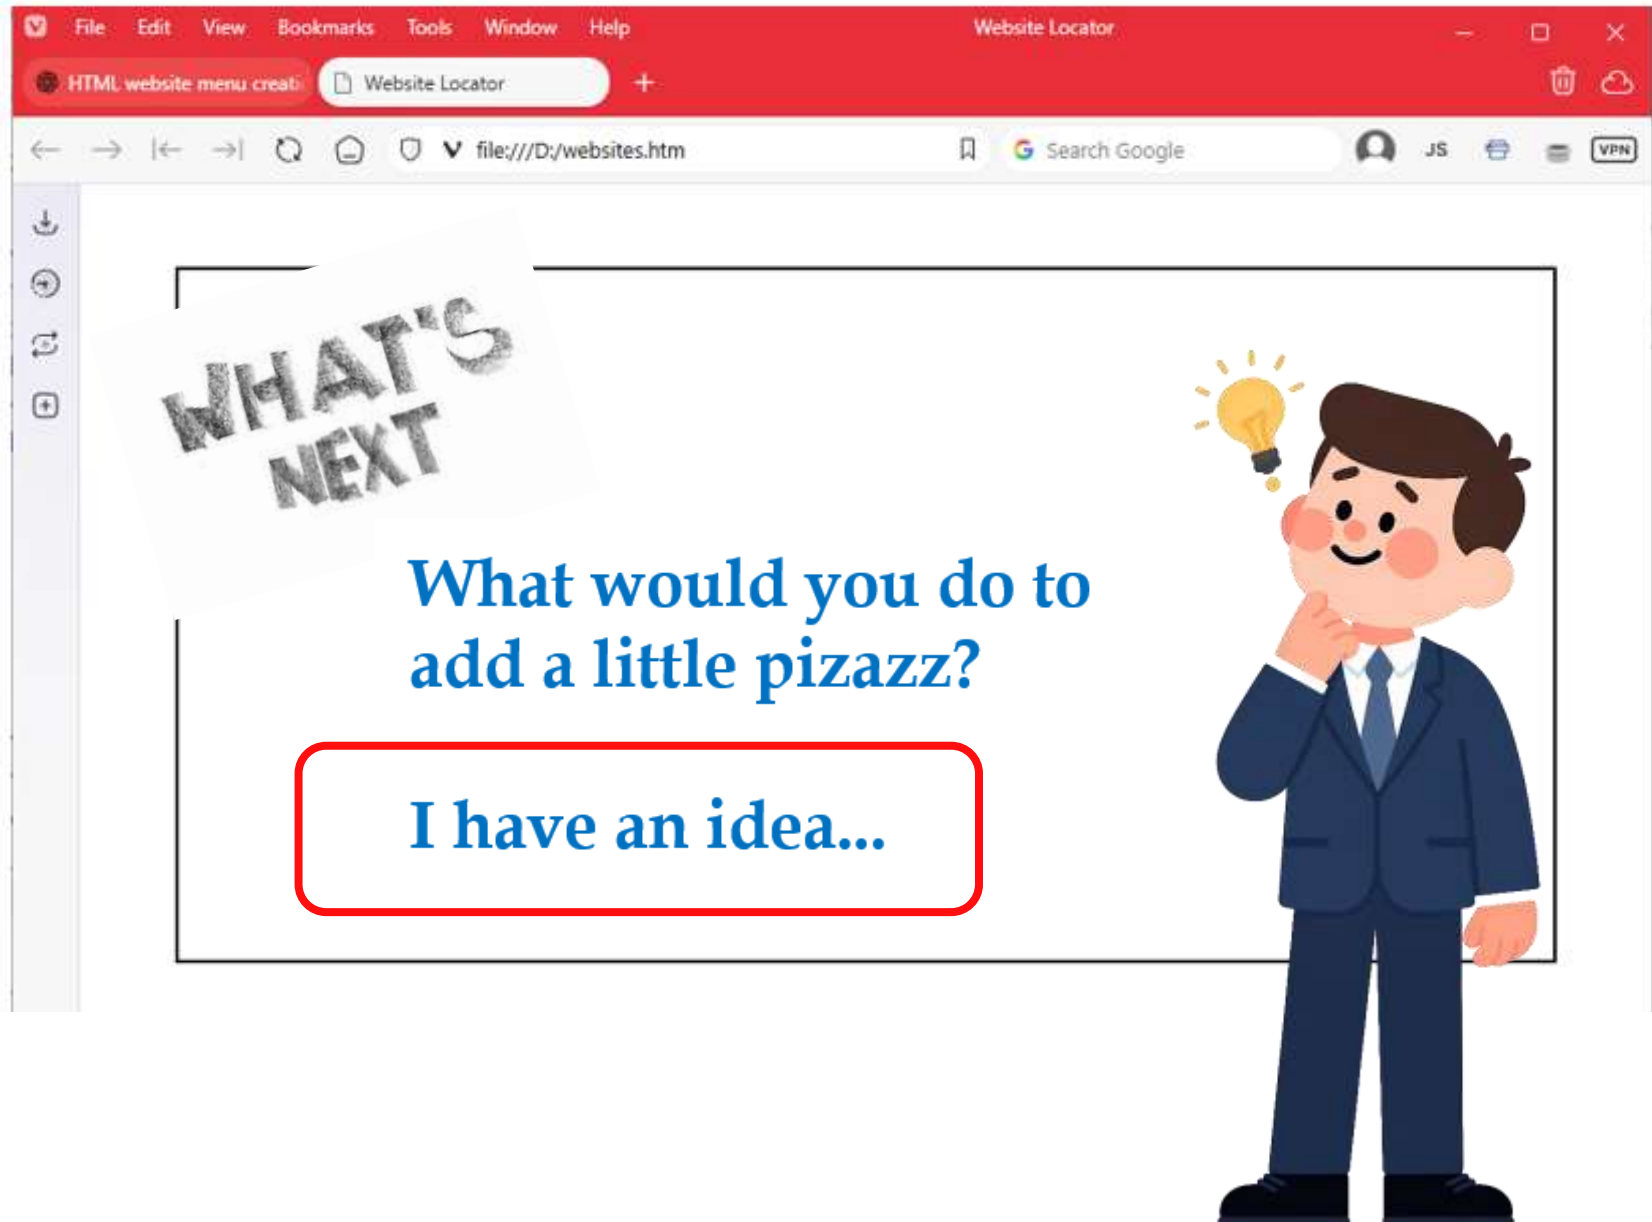 File Edit View Bookmarks Tools Window Help Website Locator
HTML website menu creati
Website Locator
file:///D:/websites.htm
Search Google
JS
VPN
WHAT'S
NEXT
What would you do to
add a little pizazz?
I have an idea...